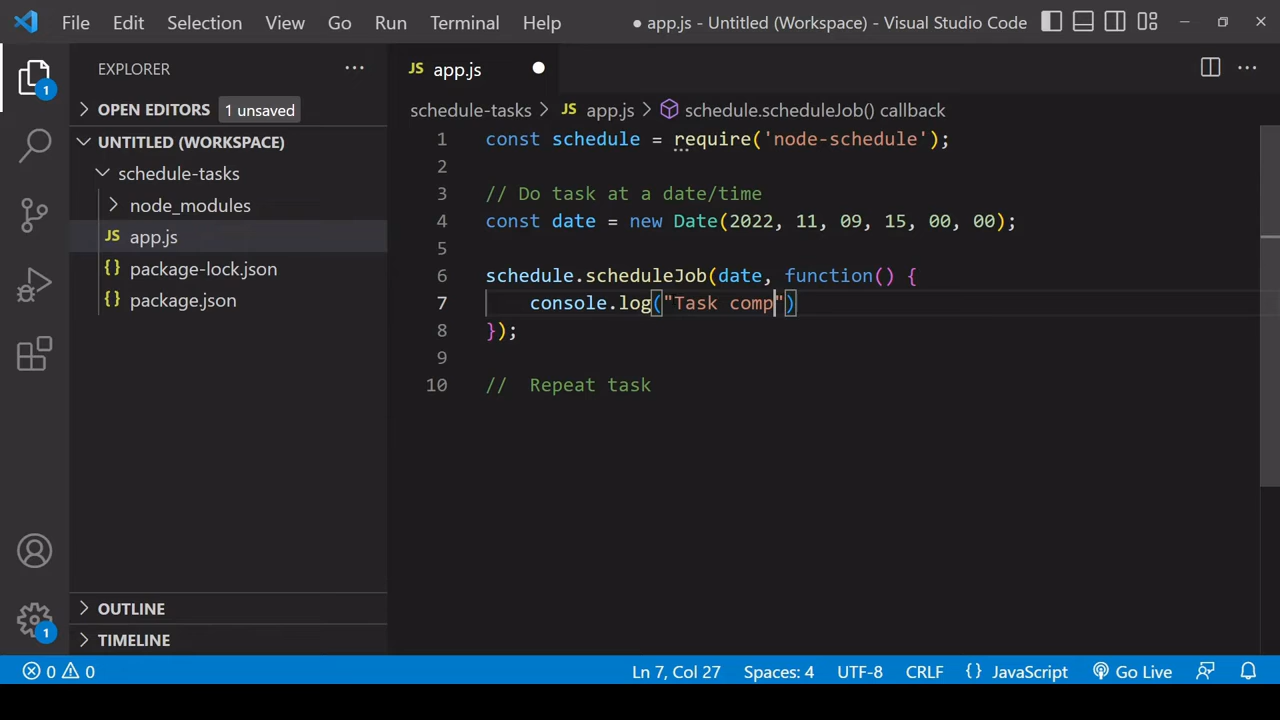 File Edit Selection View Go Run Terminal Help ● app.js - Untitled (Workspace) - Visual Studio Code
EXPLORER ...
JS app.js
1
OPEN EDITORS 1 unsaved
schedule-tasks > JS app.js > schedule.scheduleJob() callback
UNTITLED (WORKSPACE)
schedule-tasks
node_modules
JS app.js
{} package-lock.json
{} package.json
1 const schedule = require('node-schedule');
2
3 // Do task at a date/time
4 const date = new Date(2022, 11, 09, 15, 00, 00);
5
6 schedule.scheduleJob(date, function() {
7 console.log("Task comp")
8 });
9
10 //  Repeat task
OUTLINE
1
TIMELINE
0 0 Ln 7, Col 27 Spaces: 4 UTF-8 CRLF {} JavaScript Go Live